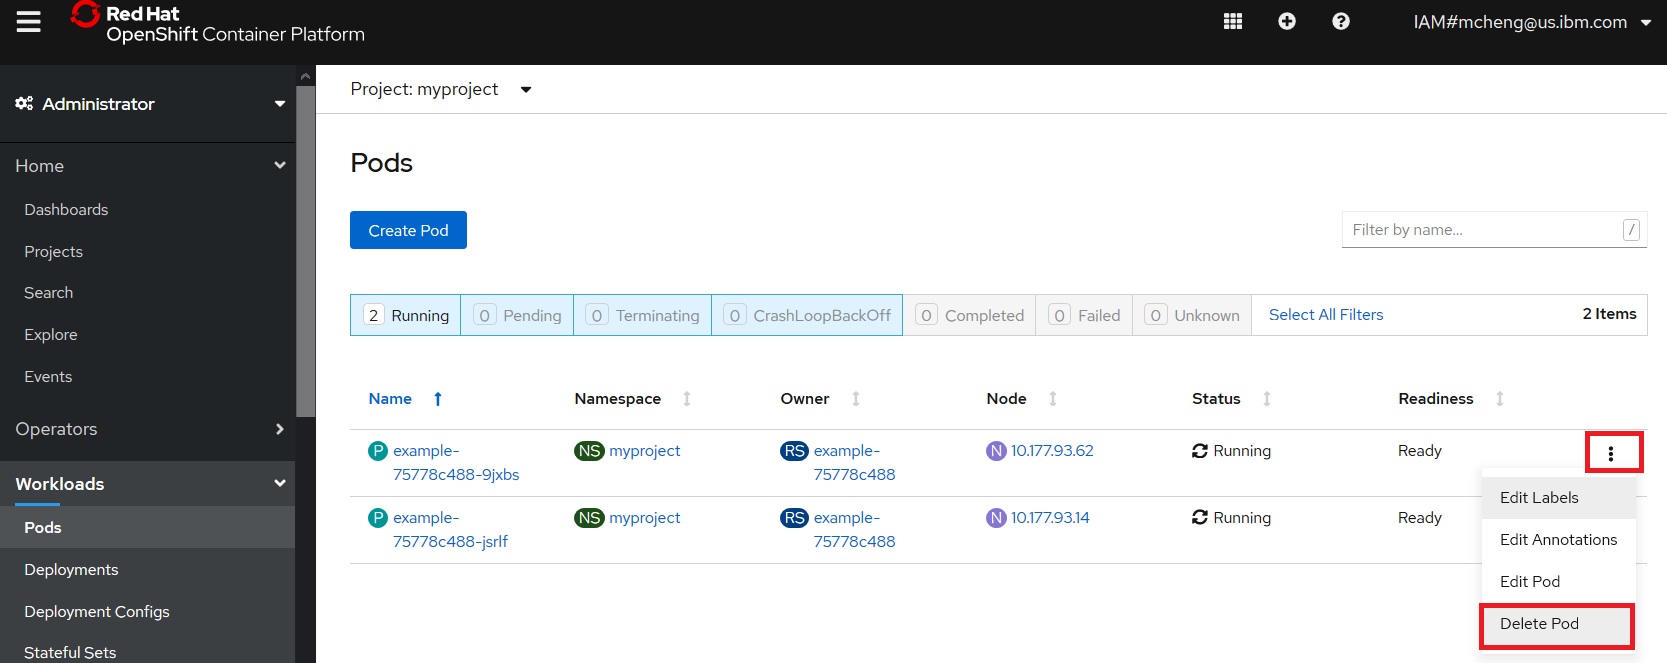 Red Hat
OpenShift Container Platform
IAM#mcheng@us.ibm.com
Administrator
Home
Dashboards
Projects
Search
Explore
Events
Operators
Workloads
Pods
Deployments
Deployment Configs
Stateful Sets
Project: myproject
Pods
Create Pod
Filter by name... /
2 Running 0 Pending 0 Terminating 0 CrashLoopBackOff 0 Completed 0 Failed 0 Unknown Select All Filters 2 Items
Name Namespace Owner Node Status Readiness
P example- NS myproject RS example- N 10.177.93.62 Running Ready
75778c488-9jxbs 75778c488
P example- NS myproject RS example- N 10.177.93.14 Running Ready
75778c488-jsrlf 75778c488
Edit Labels
Edit Annotations
Edit Pod
Delete Pod